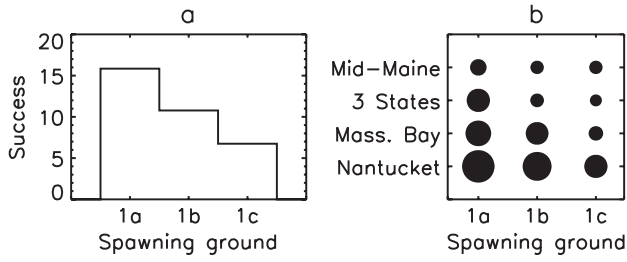 a
20
15
10
5
0
Success
1a 1b 1c
Spawning ground
b
Mid-Maine
3 States
Mass. Bay
Nantucket
1a 1b 1c
Spawning ground